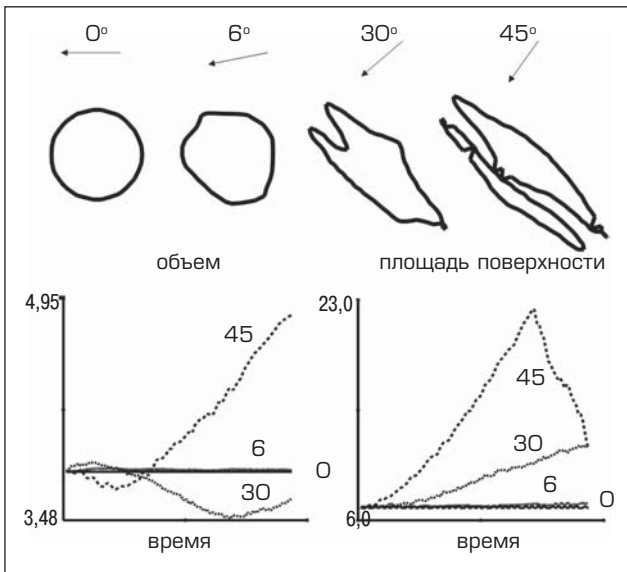 0° 6° 30° 45°
объем площадь поверхности
4,95 23,0
45
45
6 30
0 6 0
30
3,48 6,0
время время